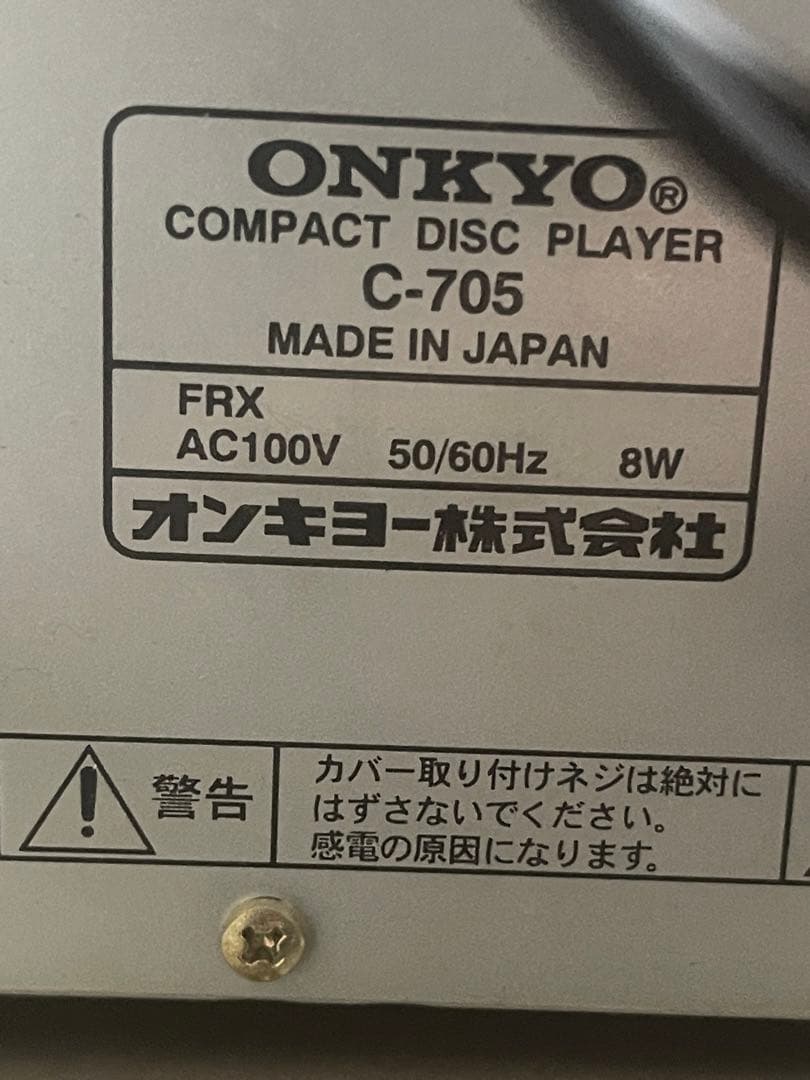 ONKYO®
COMPACT DISC PLAYER
C-705
MADE IN JAPAN
FRX
AC100V 50/60Hz 8W
オンキヨー株式会社
警告
カバー取り付けネジは絶対に
はずさないでください。
感電の原因になります。